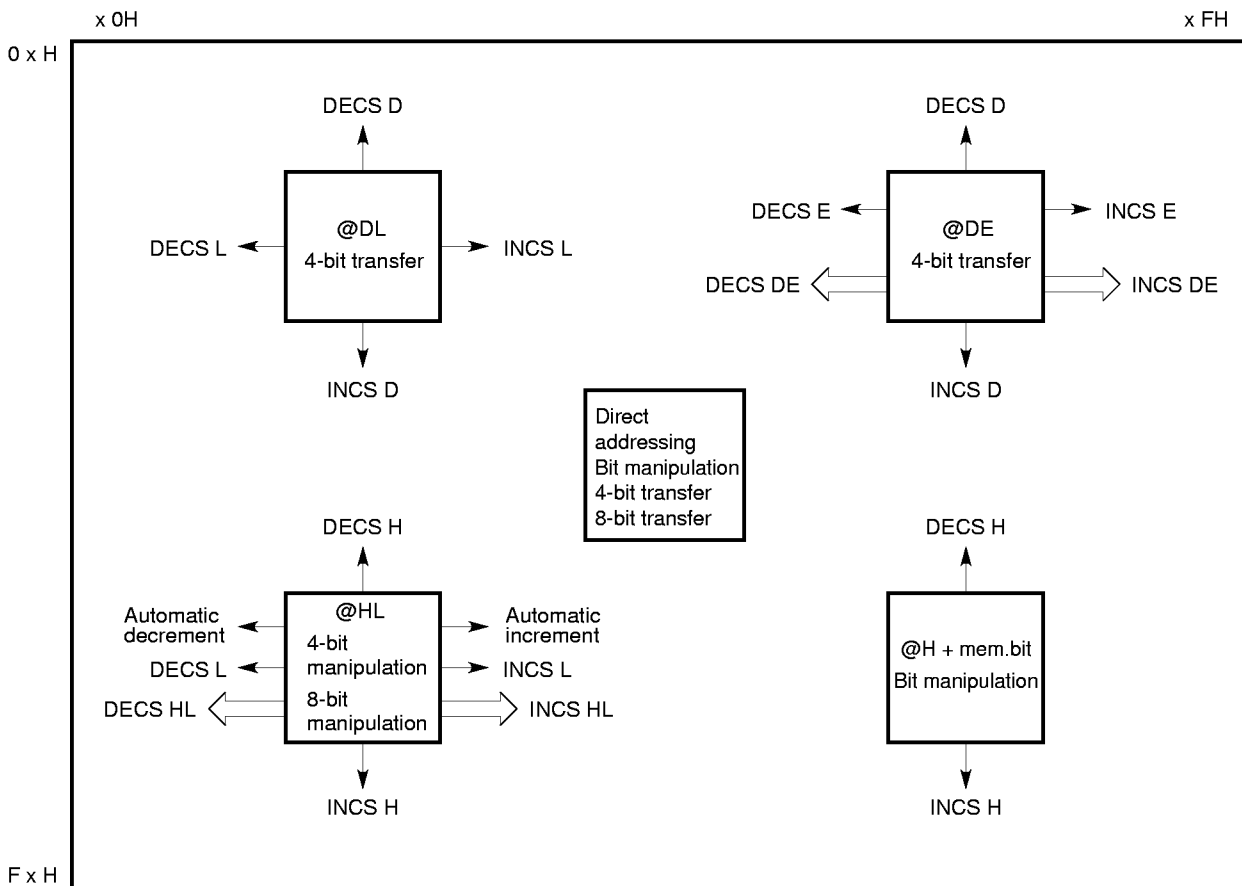 x 0H
x FH
0 x H
DECS D
DECS L
@DL
4-bit transfer
INCS L
INCS D
DECS D
DECS E
INCS E
@DE
4-bit transfer
DECS DE
INCS DE
INCS D
Direct
addressing
Bit manipulation
4-bit transfer
8-bit transfer
DECS H
Automatic
decrement
DECS L
DECS HL
@HL
4-bit
manipulation
8-bit
manipulation
Automatic
increment
INCS L
INCS HL
INCS H
DECS H
@H + mem.bit
Bit manipulation
INCS H
F x H